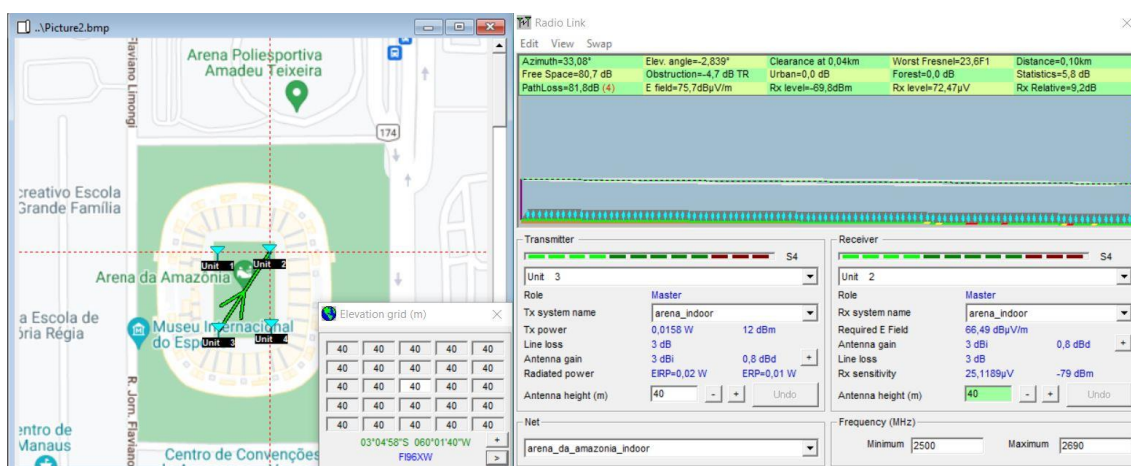 ..\Picture2.bmp
Flaviano Limongi
Arena Poliesportiva
Amadeu Teixeira
174
creativo Escola
Grande Família
Unit 1
Unit 2
Arena da Amazônia
a Escola de
ória Régia
Museu Internacional
do Espo
Unit 3
Unit 4
R. Jorn. Flaviano
entro de
Manaus
Centro de Convenções
Elevation grid (m)
40 40 40 40 40
40 40 40 40 40
40 40 40 40 40
40 40 40 40 40
40 40 40 40 40
03°04'58"S 060°01'40"W
+
FI96XW
>
Radio Link
Edit View Swap
Azimuth=33,08° Elev. angle=-2,839° Clearance at 0,04km Worst Fresnel=23,6F1 Distance=0,10km
Free Space=80,7 dB Obstruction=-4,7 dB TR Urban=0,0 dB Forest=0,0 dB Statistics=5,8 dB
PathLoss=81,8dB (4) E field=75,7dBµV/m Rx level=-69,8dBm Rx level=72,47µV Rx Relative=9,2dB
Transmitter
S4
Unit 3
Role Master
Tx system name arena_indoor
Tx power 0,0158 W 12 dBm
Line loss 3 dB
Antenna gain 3 dBi 0,8 dBd +
Radiated power EIRP=0,02 W ERP=0,01 W
Antenna height (m) 40 - + Undo
Net
arena_da_amazonia_indoor
Receiver
S4
Unit 2
Role Master
Rx system name arena_indoor
Required E Field 66,49 dBµV/m
Antenna gain 3 dBi 0,8 dBd +
Line loss 3 dB
Rx sensitivity 25,1189µV -79 dBm
Antenna height (m) 40 - + Undo
Frequency (MHz)
Minimum 2500 Maximum 2690